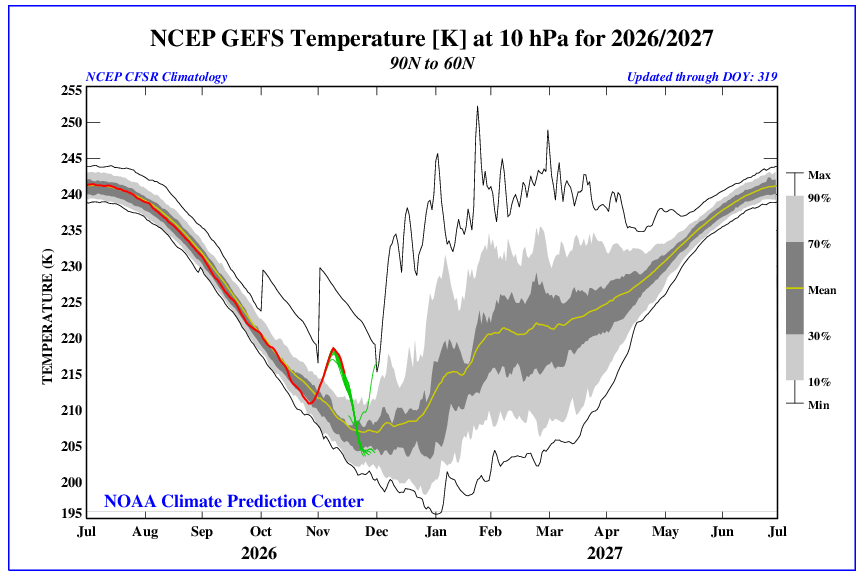 NCEP GEFS Temperature [K] at 10 hPa for 2026/2027
90N to 60N
NCEP CFSR Climatology
Updated through DOY: 319
TEMPERATURE (K)
255
250
245
240
235
230
225
220
215
210
205
200
195
Max
90%
70%
Mean
30%
10%
Min
NOAA Climate Prediction Center
Jul Aug Sep Oct Nov Dec Jan Feb Mar Apr May Jun Jul
2026 2027